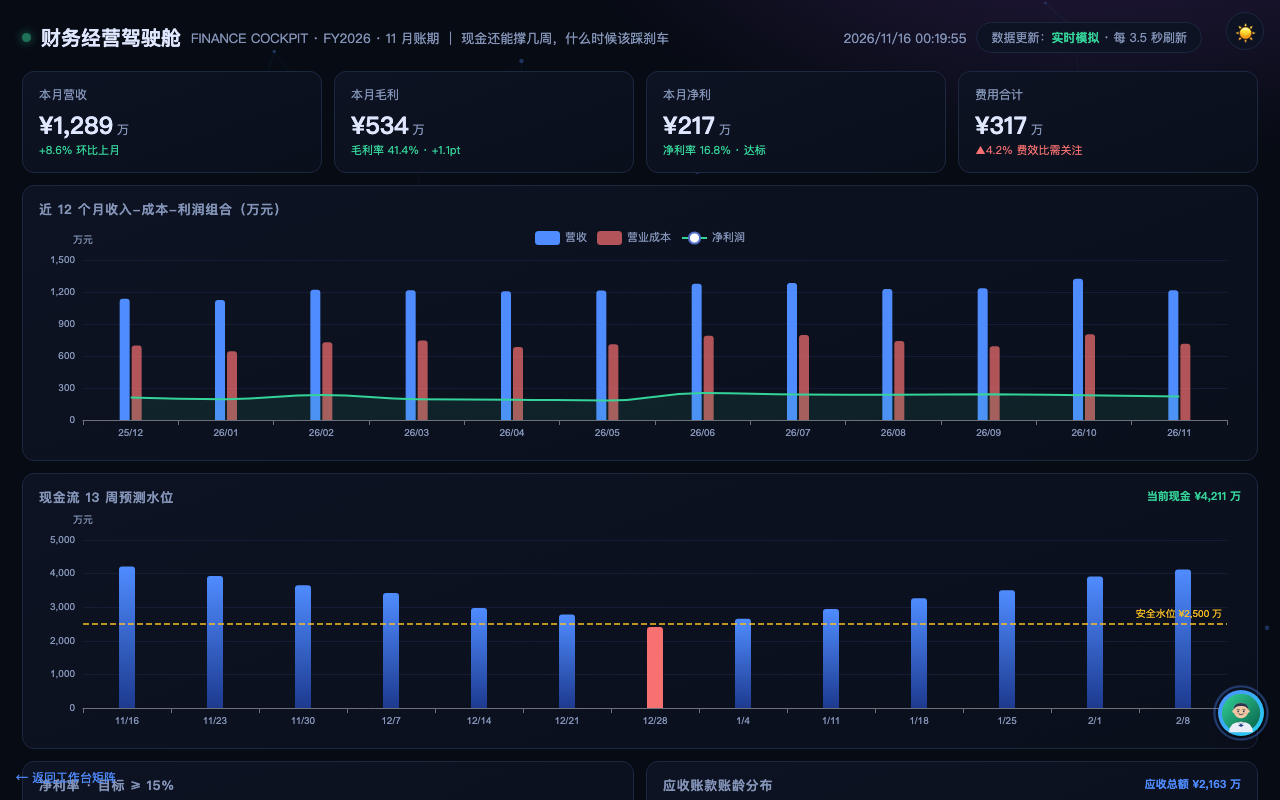 财务经营驾驶舱 FINANCE COCKPIT · FY2026 · 11 月账期 | 现金还能撑几周，什么时候该踩刹车
2026/11/16 00:19:55
数据更新: 实时模拟 · 每 3.5 秒刷新
本月营收
¥1,289 万
+8.6% 环比上月
本月毛利
¥534 万
毛利率 41.4% · +1.1pt
本月净利
¥217 万
净利率 16.8% · 达标
费用合计
¥317 万
▲4.2% 费效比需关注
近 12 个月收入–成本–利润组合（万元）
营收 营业成本 净利润
万元
1,500
1,200
900
600
300
0
25/12 26/01 26/02 26/03 26/04 26/05 26/06 26/07 26/08 26/09 26/10 26/11
现金流 13 周预测水位
当前现金 ¥4,211 万
万元
5,000
4,000
3,000
2,000
1,000
0
安全水位 ¥2,500 万
11/16 11/23 11/30 12/7 12/14 12/21 12/28 1/4 1/11 1/18 1/25 2/1 2/8
← 返回工作台矩阵
净利率 · 目标 ≥ 15%
应收账款账龄分布
应收总额 ¥2,163 万